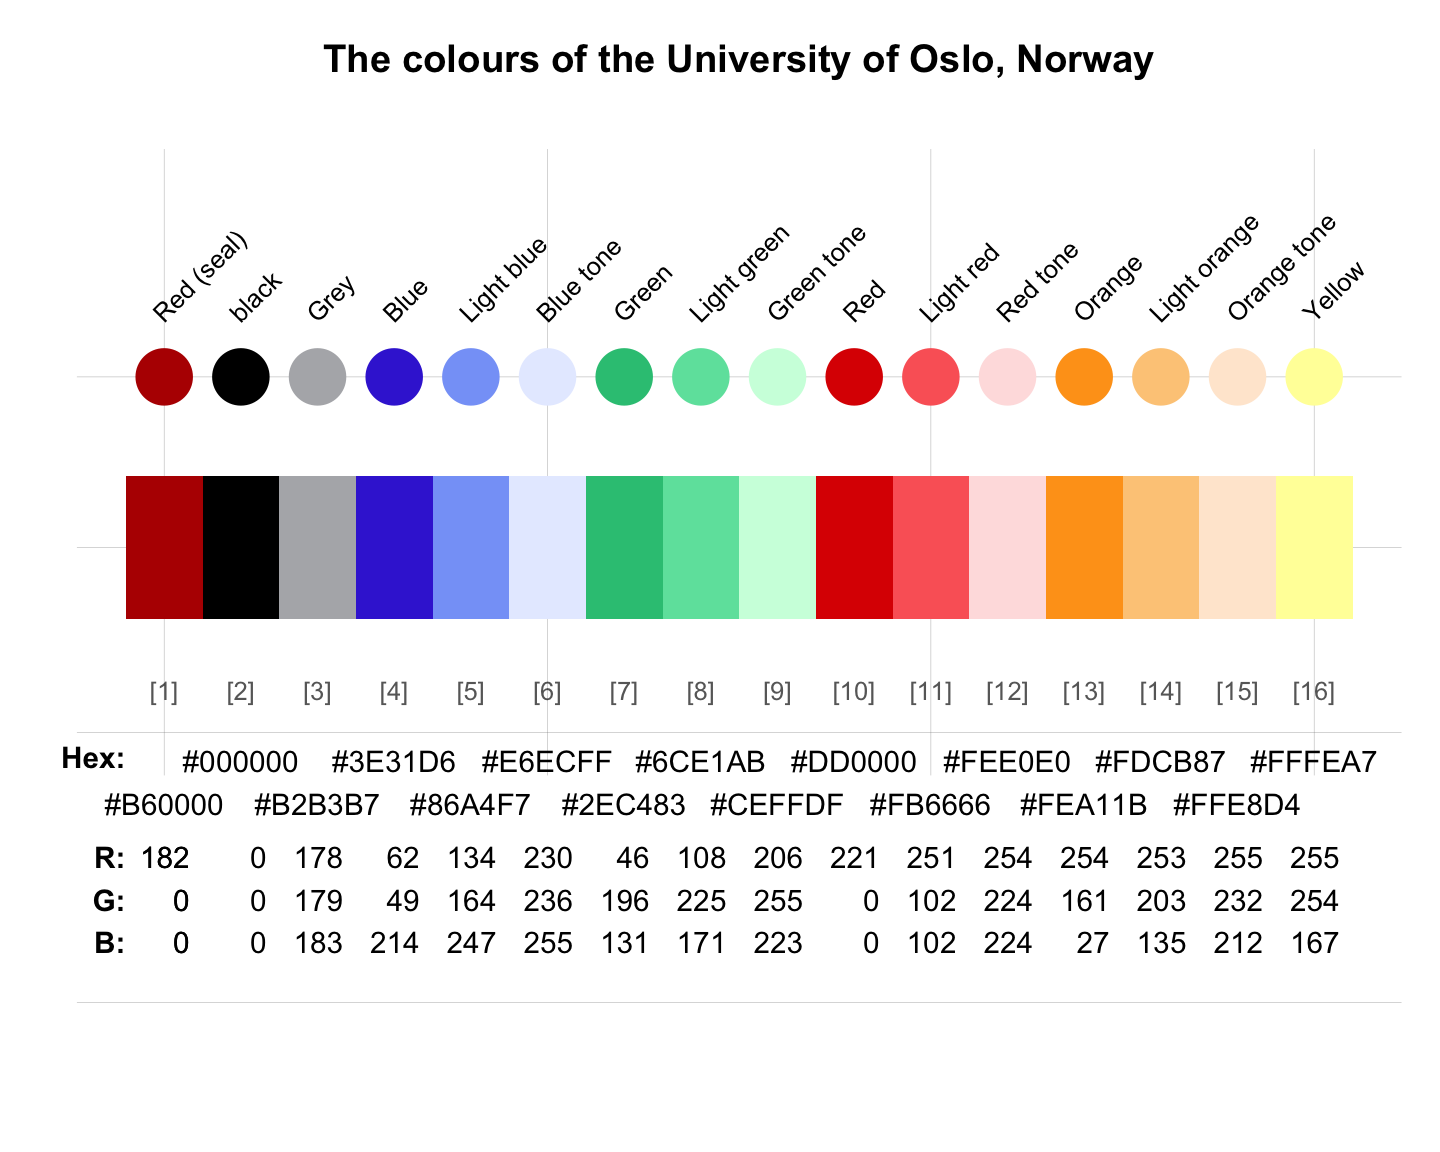 The colours of the University of Oslo, Norway
Red (seal)
black
Grey
Blue
Light blue
Blue tone
Green
Light green
Green tone
Red
Light red
Red tone
Orange
Light orange
Orange tone
Yellow
[1] [2] [3] [4] [5] [6] [7] [8] [9] [10] [11] [12] [13] [14] [15] [16]
Hex: #000000 #3E31D6 #E6ECFF #6CE1AB #DD0000 #FEE0E0 #FDCB87 #FFFEA7
#B60000 #B2B3B7 #86A4F7 #2EC483 #CEFFDF #FB6666 #FEA11B #FFE8D4
R: 182 0 178 62 134 230 46 108 206 221 251 254 254 253 255 255
G: 0 0 179 49 164 236 196 225 255 0 102 224 161 203 232 254
B: 0 0 183 214 247 255 131 171 223 0 102 224 27 135 212 167